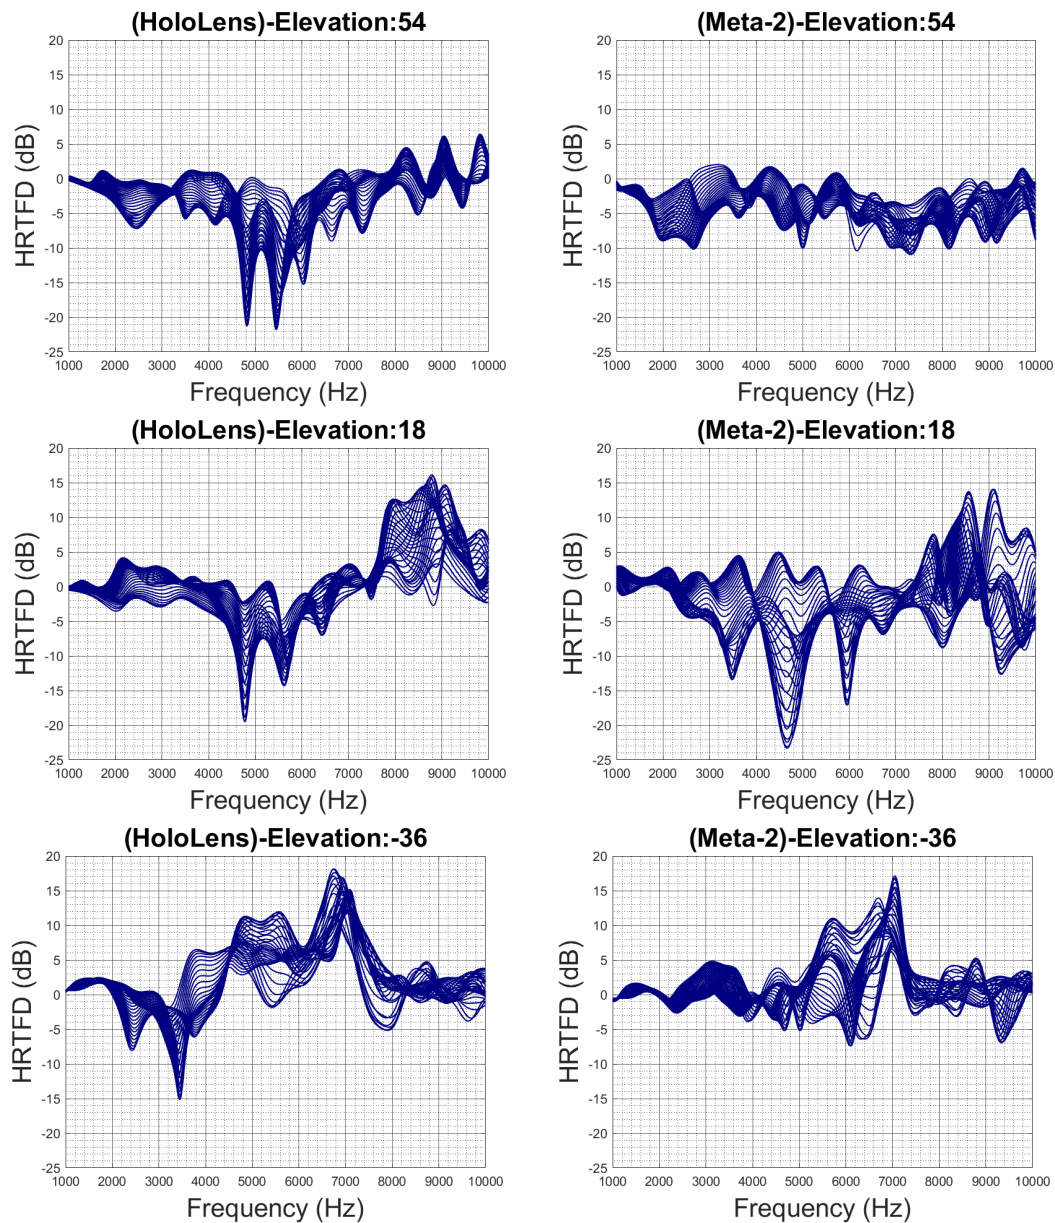 (HoloLens)-Elevation:54
HRTFD (dB)
20
15
10
5
0
-5
-10
-15
-20
-25
1000 2000 3000 4000 5000 6000 7000 8000 9000 10000
Frequency (Hz)
(Meta-2)-Elevation:54
HRTFD (dB)
20
15
10
5
0
-5
-10
-15
-20
-25
1000 2000 3000 4000 5000 6000 7000 8000 9000 10000
Frequency (Hz)
(HoloLens)-Elevation:18
HRTFD (dB)
20
15
10
5
0
-5
-10
-15
-20
-25
1000 2000 3000 4000 5000 6000 7000 8000 9000 10000
Frequency (Hz)
(Meta-2)-Elevation:18
HRTFD (dB)
20
15
10
5
0
-5
-10
-15
-20
-25
1000 2000 3000 4000 5000 6000 7000 8000 9000 10000
Frequency (Hz)
(HoloLens)-Elevation:-36
HRTFD (dB)
20
15
10
5
0
-5
-10
-15
-20
-25
1000 2000 3000 4000 5000 6000 7000 8000 9000 10000
Frequency (Hz)
(Meta-2)-Elevation:-36
HRTFD (dB)
20
15
10
5
0
-5
-10
-15
-20
-25
1000 2000 3000 4000 5000 6000 7000 8000 9000 10000
Frequency (Hz)